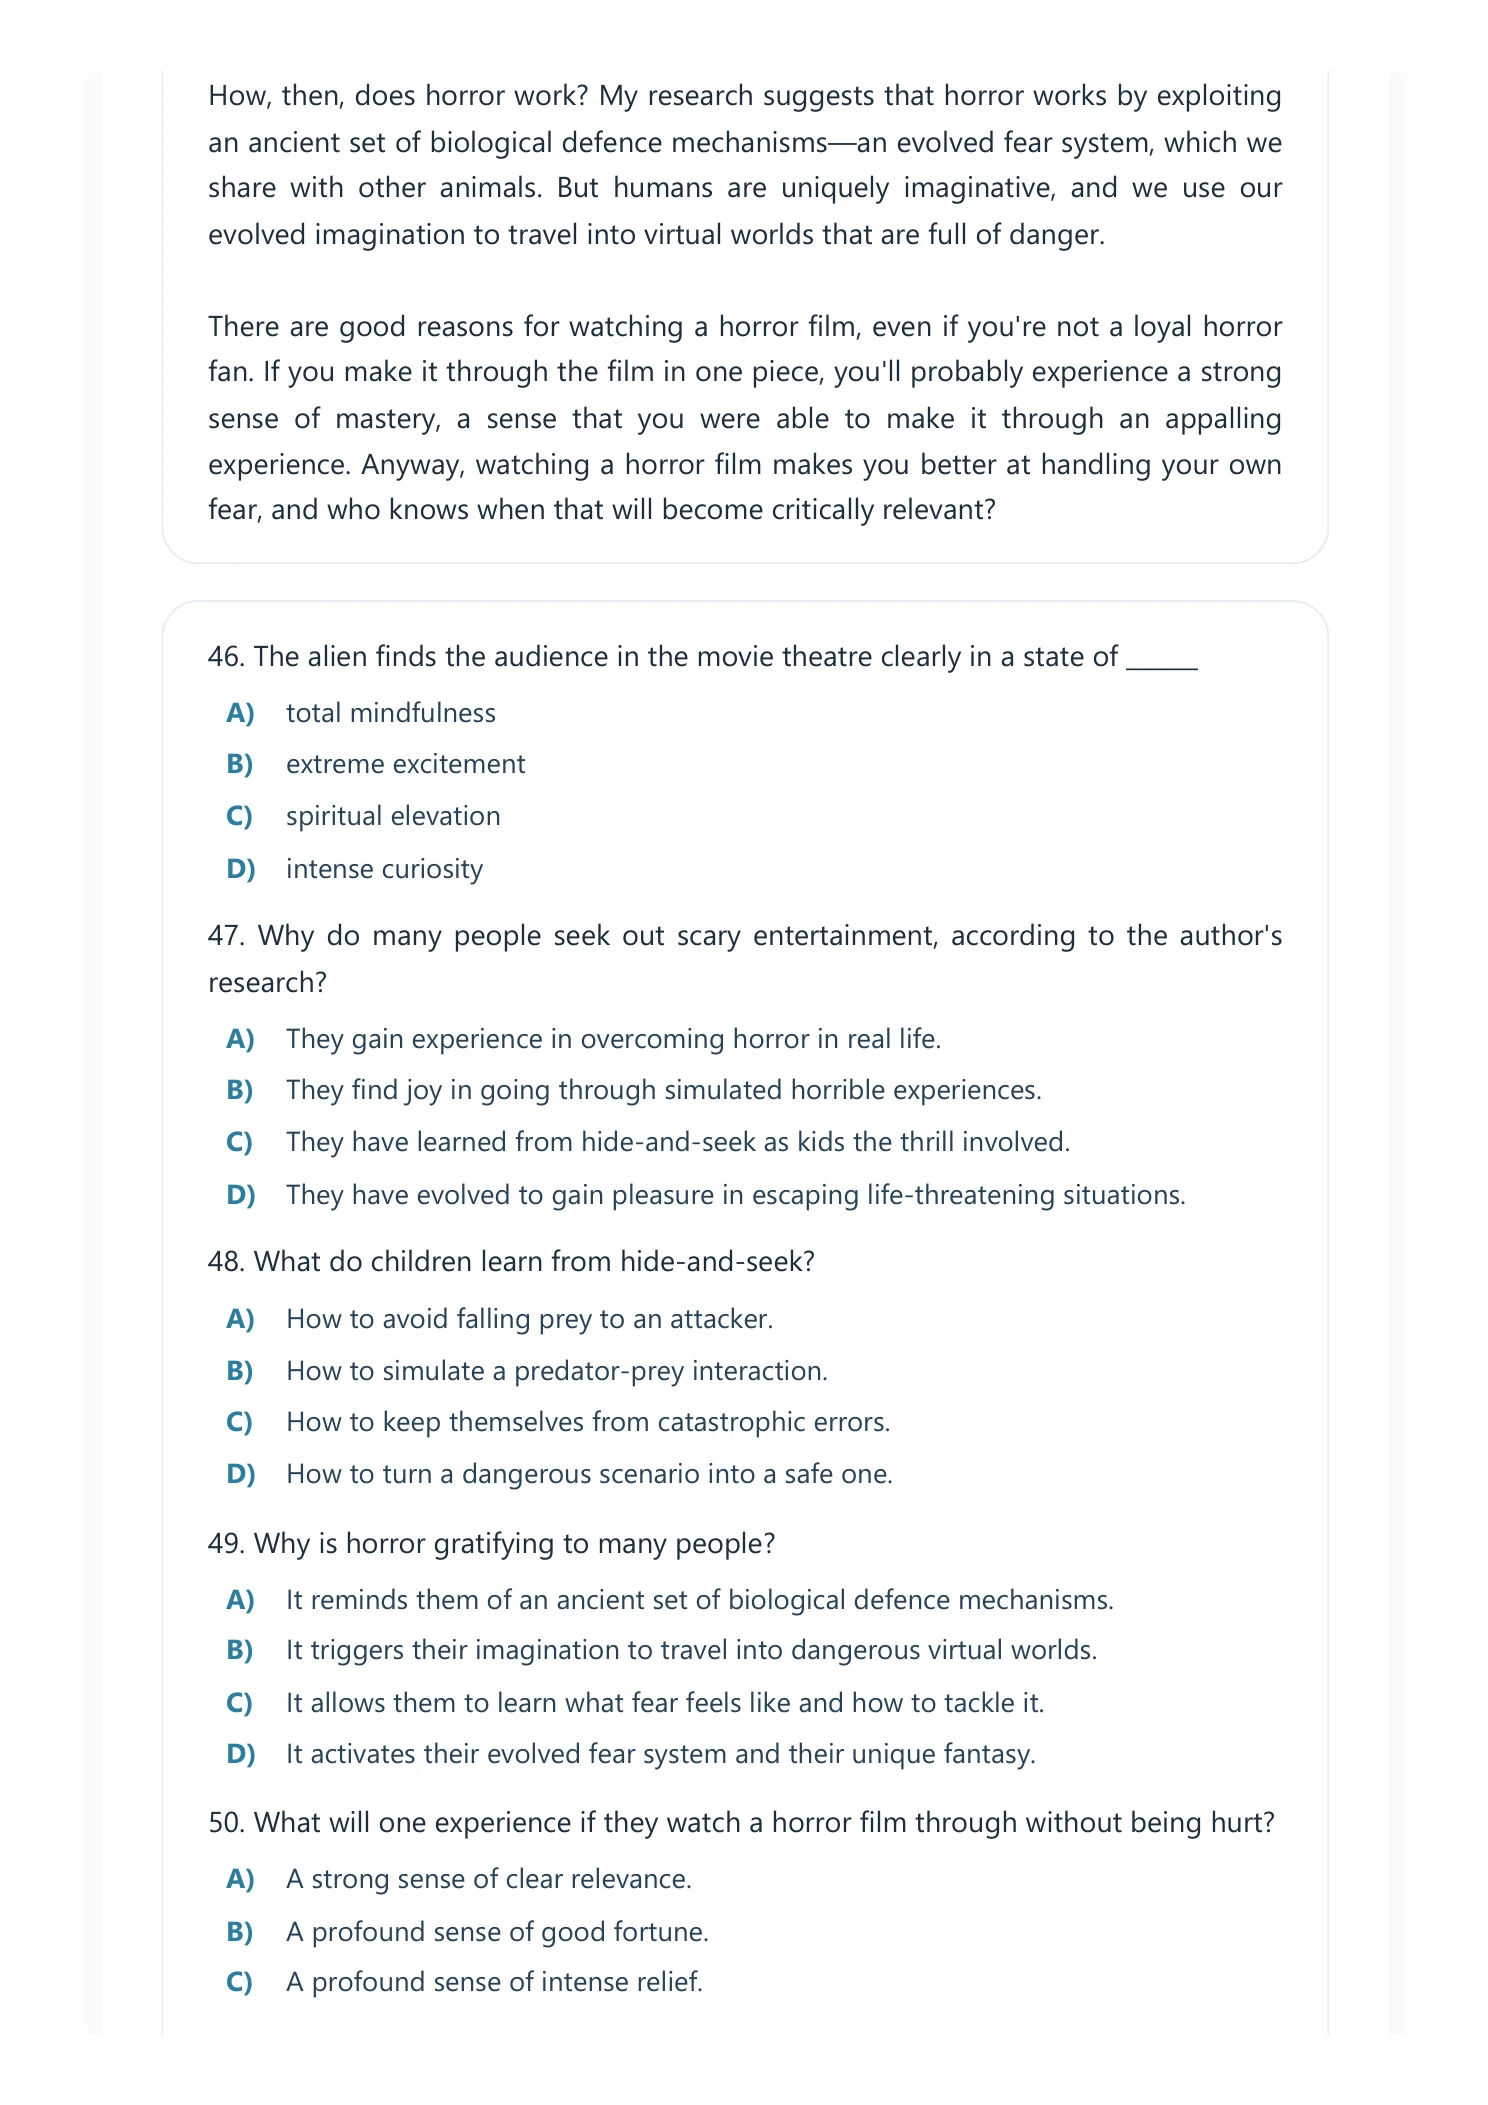 How, then, does horror work? My research suggests that horror works by exploiting
an ancient set of biological defence mechanisms—an evolved fear system, which we
share with other animals. But humans are uniquely imaginative, and we use our
evolved imagination to travel into virtual worlds that are full of danger.
There are good reasons for watching a horror film, even if you're not a loyal horror
fan. If you make it through the film in one piece, you'll probably experience a strong
sense of mastery, a sense that you were able to make it through an appalling
experience. Anyway, watching a horror film makes you better at handling your own
fear, and who knows when that will become critically relevant?
46. The alien finds the audience in the movie theatre clearly in a state of _____
A) total mindfulness
B) extreme excitement
C) spiritual elevation
D) intense curiosity
47. Why do many people seek out scary entertainment, according to the author's
research?
A) They gain experience in overcoming horror in real life.
B) They find joy in going through simulated horrible experiences.
C) They have learned from hide-and-seek as kids the thrill involved.
D) They have evolved to gain pleasure in escaping life-threatening situations.
48. What do children learn from hide-and-seek?
A) How to avoid falling prey to an attacker.
B) How to simulate a predator-prey interaction.
C) How to keep themselves from catastrophic errors.
D) How to turn a dangerous scenario into a safe one.
49. Why is horror gratifying to many people?
A) It reminds them of an ancient set of biological defence mechanisms.
B) It triggers their imagination to travel into dangerous virtual worlds.
C) It allows them to learn what fear feels like and how to tackle it.
D) It activates their evolved fear system and their unique fantasy.
50. What will one experience if they watch a horror film through without being hurt?
A) A strong sense of clear relevance.
B) A profound sense of good fortune.
C) A profound sense of intense relief.